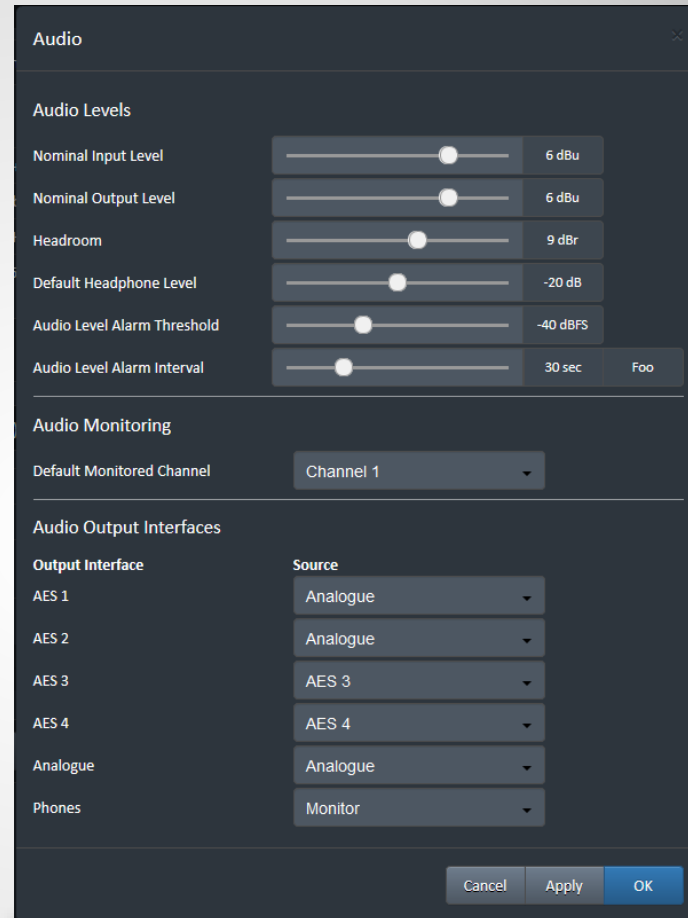 Audio
Audio Levels
Nominal Input Level 6 dBu
Nominal Output Level 6 dBu
Headroom 9 dBr
Default Headphone Level -20 dB
Audio Level Alarm Threshold -40 dBFS
Audio Level Alarm Interval 30 sec Foo
Audio Monitoring
Default Monitored Channel Channel 1
Audio Output Interfaces
Output Interface Source
AES 1 Analogue
AES 2 Analogue
AES 3 AES 3
AES 4 AES 4
Analogue Analogue
Phones Monitor
Cancel Apply OK